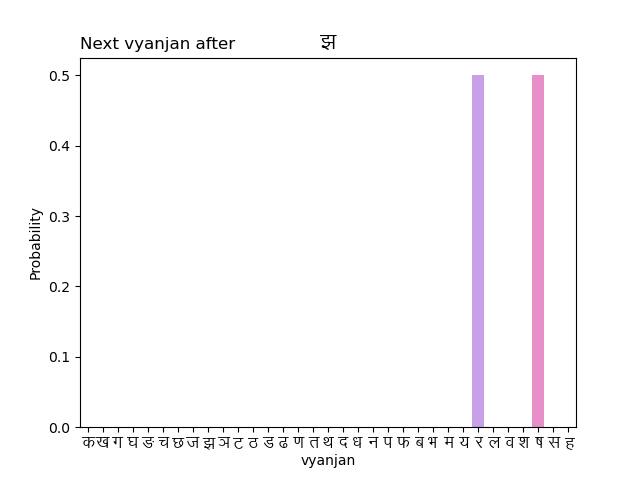 Next vyanjan after झ
0.5
0.4
0.3
0.2
0.1
0.0
Probability
क ख ग घ ङ च छ ज झ ञ ट ठ ड ढ ण त थ द ध न प फ ब भ म य र ल व श ष स ह
vyanjan